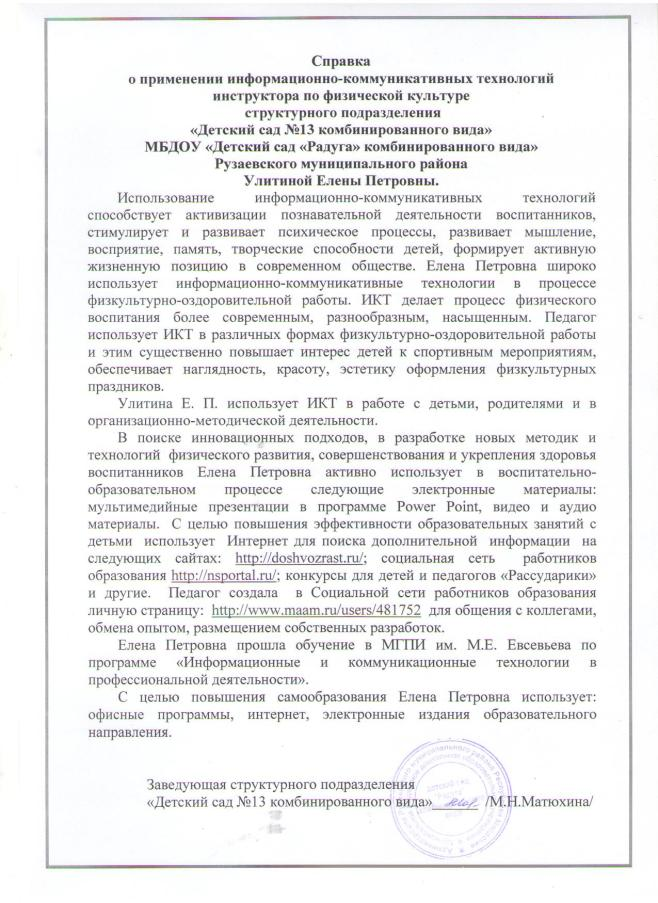 Справка
о применении информационно-коммуникативных технологий
инструктора по физической культуре
структурного подразделения
«Детский сад №13 комбинированного вида»
МБДОУ «Детский сад «Радуга» комбинированного вида»
Рузаевского муниципального района
Улитиной Елены Петровны.
Использование информационно-коммуникативных технологий
способствует активизации познавательной деятельности воспитанников,
стимулирует и развивает психическое процессы, развивает мышление,
восприятие, память, творческие способности детей, формирует активную
жизненную позицию в современном обществе. Елена Петровна широко
использует информационно-коммуникативные технологии в процессе
физкультурно-оздоровительной работы. ИКТ делает процесс физического
воспитания более современным, разнообразным, насыщенным. Педагог
использует ИКТ в различных формах физкультурно-оздоровительной работы
и этим существенно повышает интерес детей к спортивным мероприятиям,
обеспечивает наглядность, красоту, эстетику оформления физкультурных
праздников.
Улитина Е. П. использует ИКТ в работе с детьми, родителями и в
организационно-методической деятельности.
В поиске инновационных подходов, в разработке новых методик и
технологий физического развития, совершенствования и укрепления здоровья
воспитанников Елена Петровна активно использует в воспитательно-
образовательном процессе следующие электронные материалы:
мультимедийные презентации в программе Power Point, видео и аудио
материалы. С целью повышения эффективности образовательных занятий с
детьми использует Интернет для поиска дополнительной информации на
следующих сайтах: http://doshvozrast.ru/; социальная сеть работников
образования http://nsportal.ru/; конкурсы для детей и педагогов «Рассударики»
и другие. Педагог создала в Социальной сети работников образования
личную страницу: http://www.maam.ru/users/481752 для общения с коллегами,
обмена опытом, размещением собственных разработок.
Елена Петровна прошла обучение в МГПИ им. М.Е. Евсевьева по
программе «Информационные и коммуникационные технологии в
профессиональной деятельности».
С целью повышения самообразования Елена Петровна использует:
офисные программы, интернет, электронные издания образовательного
направления.
Заведующая структурного подразделения
«Детский сад №13 комбинированного вида»______ /М.Н.Матюхина/